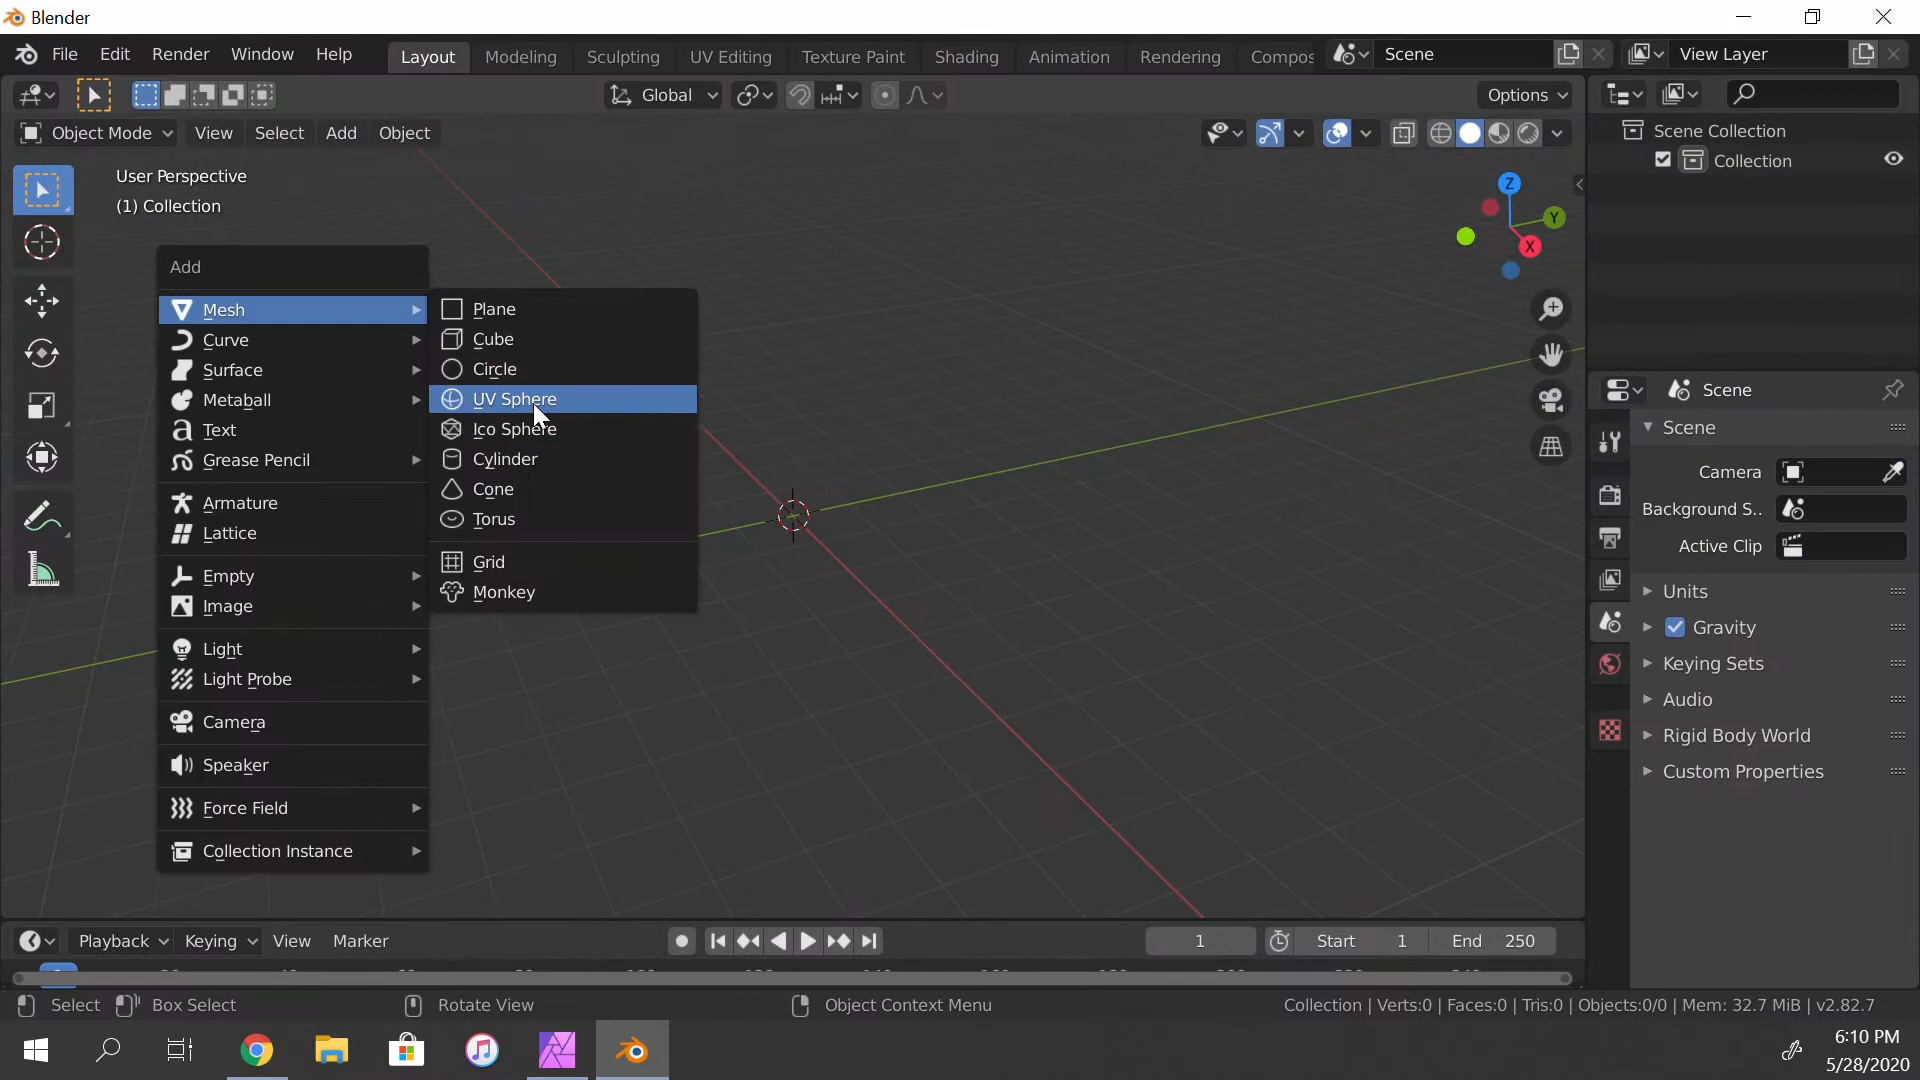 Blender
File Edit Render Window Help Layout Modeling Sculpting UV Editing Texture Paint Shading Animation Rendering Compos Scene View Layer
Global Options
Object Mode View Select Add Object
Scene Collection
Collection
User Perspective
(1) Collection
Z
Y
X
Add
Mesh
Curve
Surface
Metaball
Text
Grease Pencil
Armature
Lattice
Empty
Image
Light
Light Probe
Camera
Speaker
Force Field
Collection Instance
Plane
Cube
Circle
UV Sphere
Ico Sphere
Cylinder
Cone
Torus
Grid
Monkey
Scene
Scene
Camera
Background S..
Active Clip
Units
Gravity
Keying Sets
Audio
Rigid Body World
Custom Properties
Playback Keying View Marker 1 Start 1 End 250
Select Box Select Rotate View Object Context Menu Collection | Verts:0 | Faces:0 | Tris:0 | Objects:0/0 | Mem: 32.7 MiB | v2.82.7
6:10 PM
5/28/2020